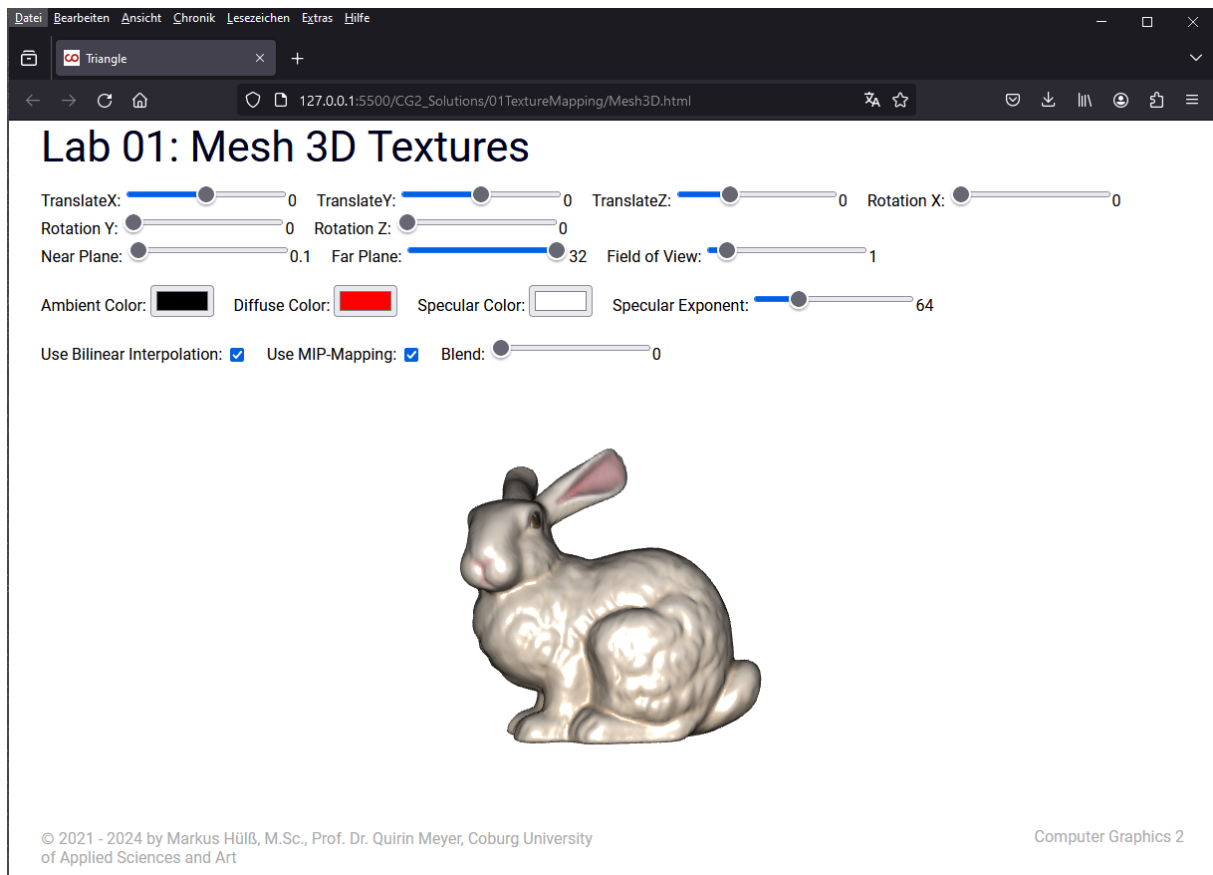 Datei Bearbeiten Ansicht Chronik Lesezeichen Extras Hilfe
Triangle
127.0.0.1:5500/CG2_Solutions/01TextureMapping/Mesh3D.html
Lab 01: Mesh 3D Textures
TranslateX: 0 TranslateY: 0 TranslateZ: 0 Rotation X: 0
Rotation Y: 0 Rotation Z: 0
Near Plane: 0.1 Far Plane: 32 Field of View: 1
Ambient Color: Diffuse Color: Specular Color: Specular Exponent: 64
Use Bilinear Interpolation: Use MIP-Mapping: Blend: 0
© 2021 - 2024 by Markus Hülß, M.Sc., Prof. Dr. Quirin Meyer, Coburg University Computer Graphics 2
of Applied Sciences and Art